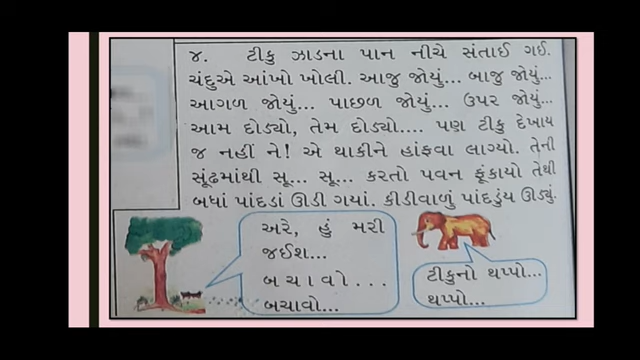 ૪. ટીકુ ઝાડના પાન નીચે સંતાઈ ગઈ.
ચંદુએ આંખો ખોલી. આજુ જોયું... બાજુ જોયું...
આગળ જોયું... પાછળ જોયું... ઉપર જોયું...
આમ દોડ્યો, તેમ દોડ્યો.... પણ ટીકુ દેખાય
જ નહીં ને! એ થાકીને હાંફવા લાગ્યો. તેની
સૂંઢમાંથી સૂ... સૂ... કરતો પવન ફૂંકાયો તેથી
બધાં પાંદડાં ઊડી ગયાં. કીડીવાળું પાંદડુંય ઊડ્યું.
અરે, હું મરી
જઈશ...
બ ચા વો . . .
બચાવો...
ટીકુનો થપ્પો...
થપ્પો...